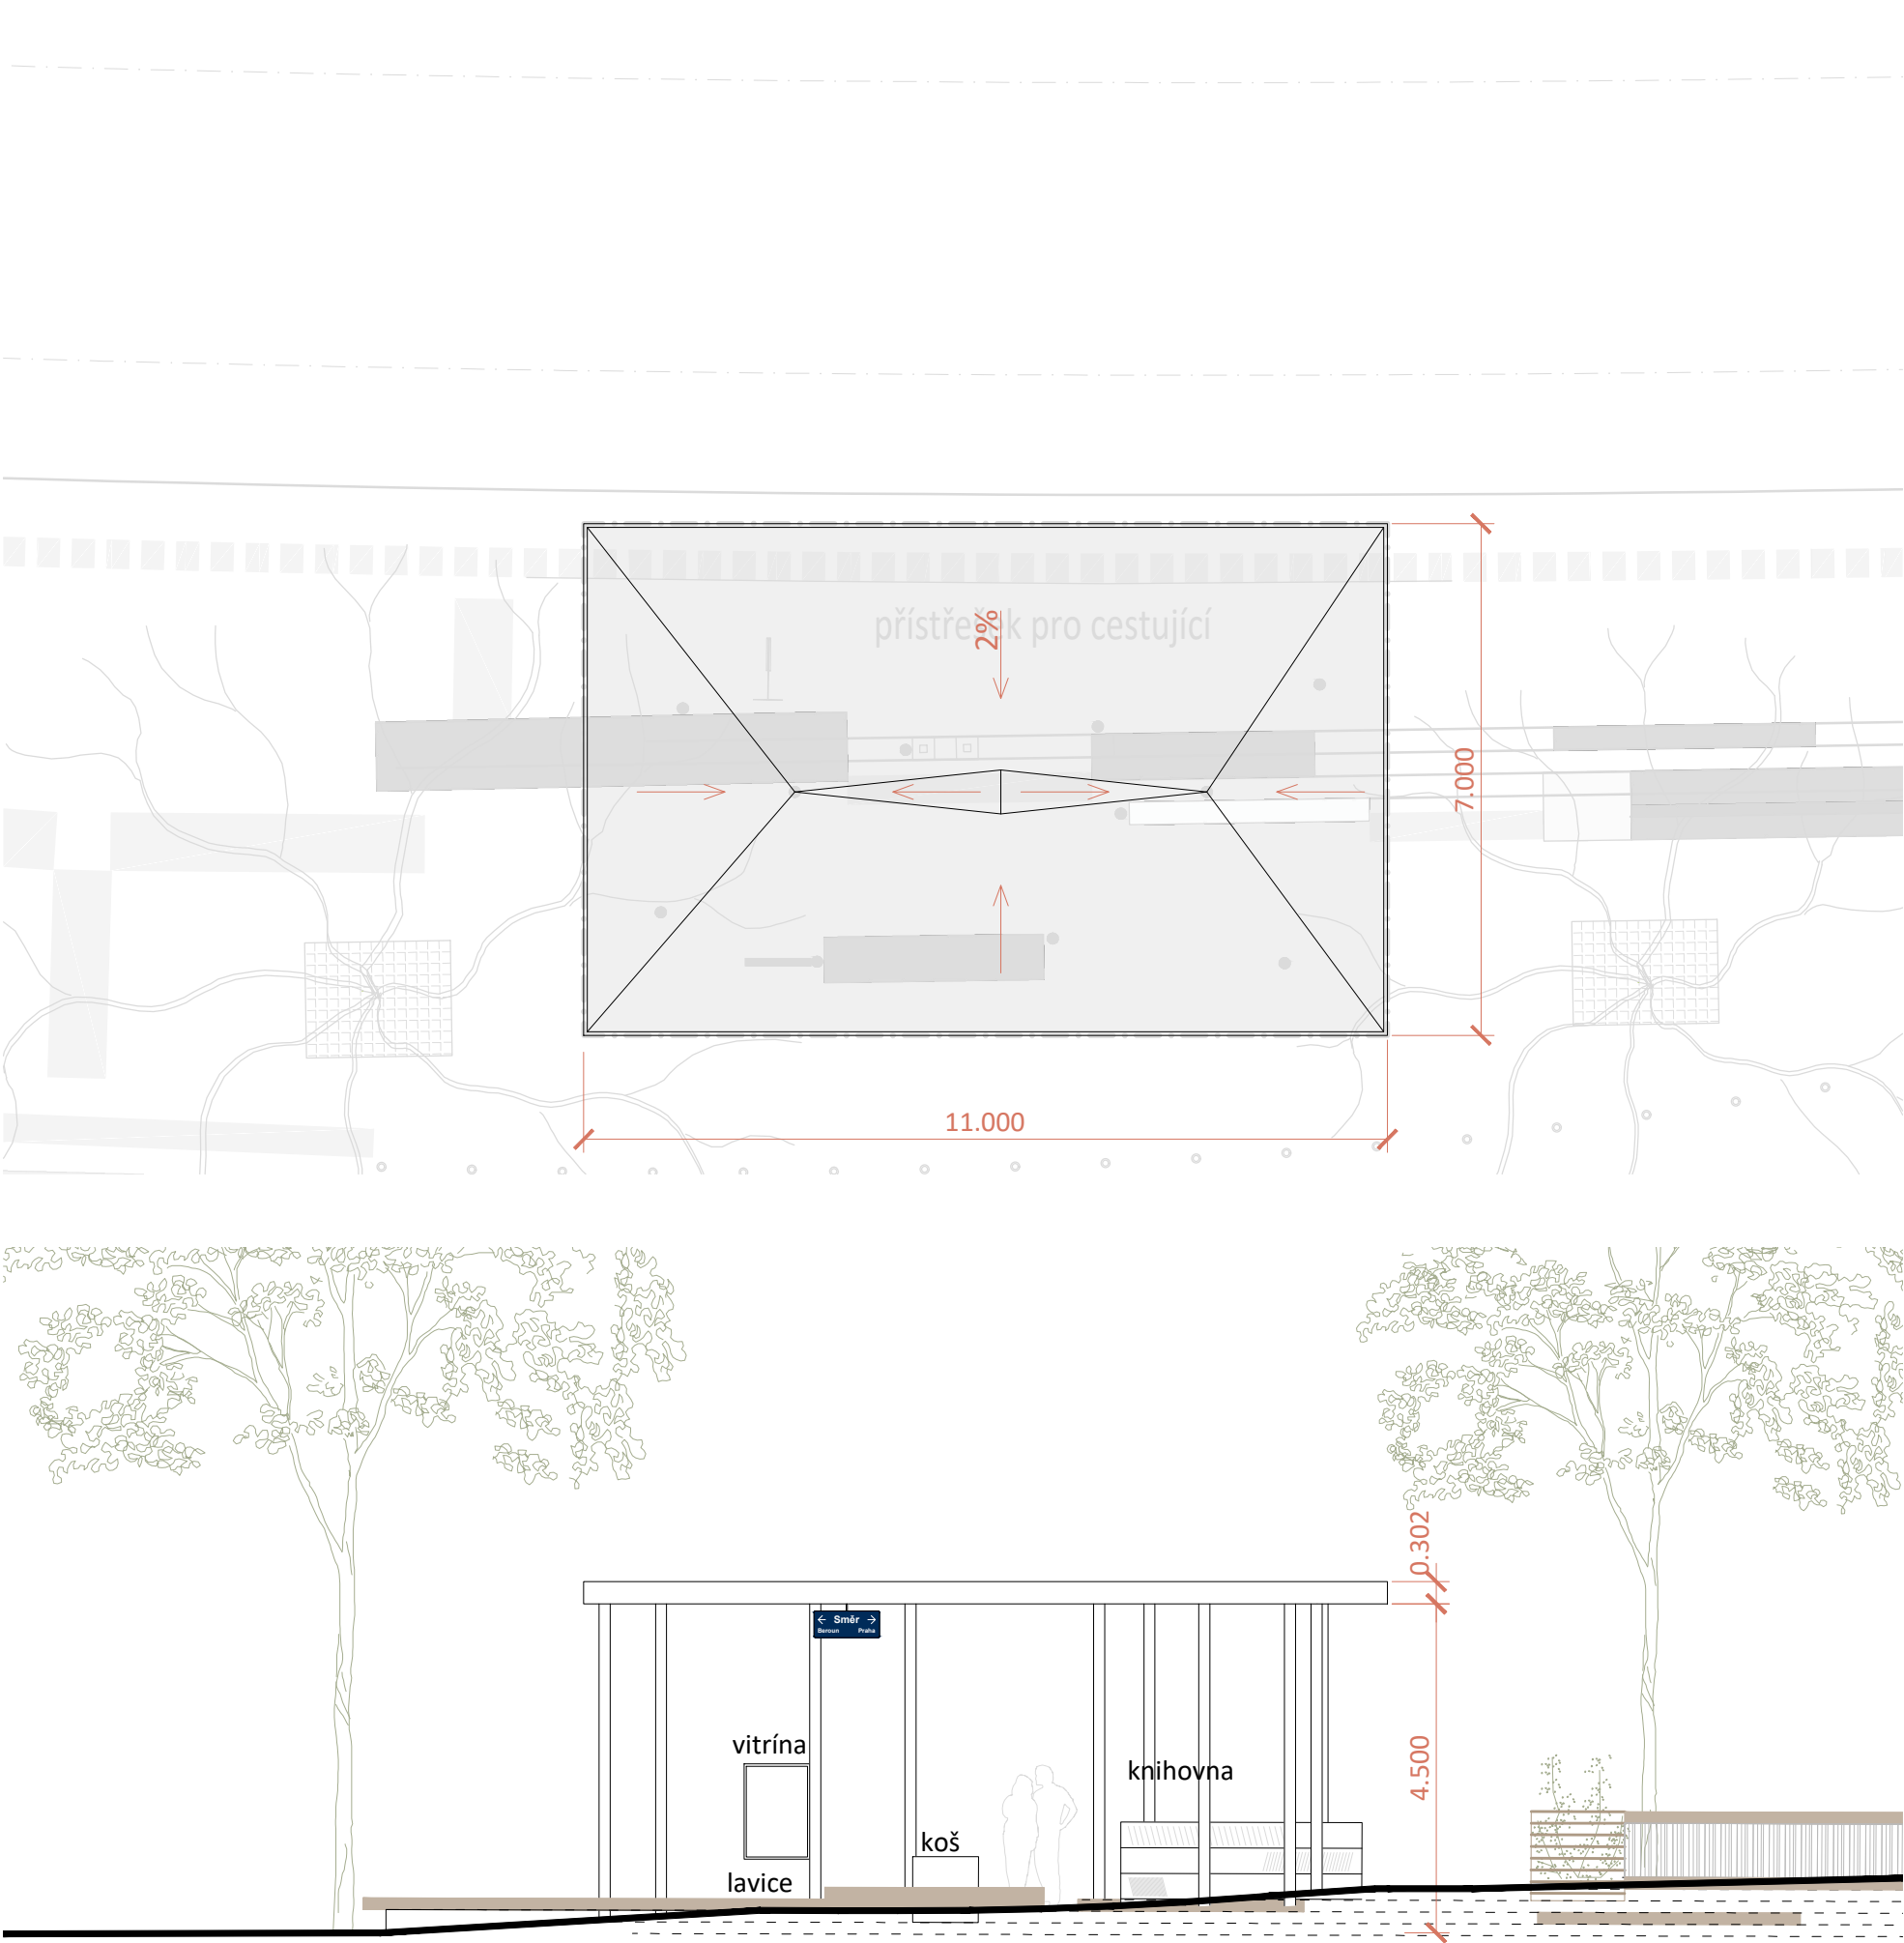 přístřešek pro cestující
2%
7.000
11.000
0.302
← Směr →
Beroun Praha
vitrína
knihovna
4.500
koš
lavice